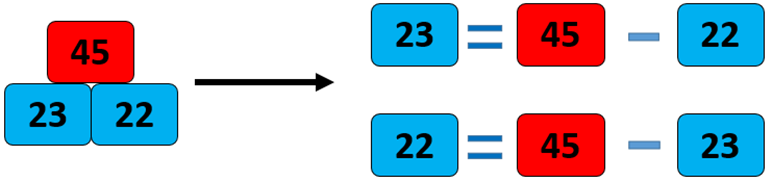 45
23 22
23 = 45 - 22
22 = 45 - 23